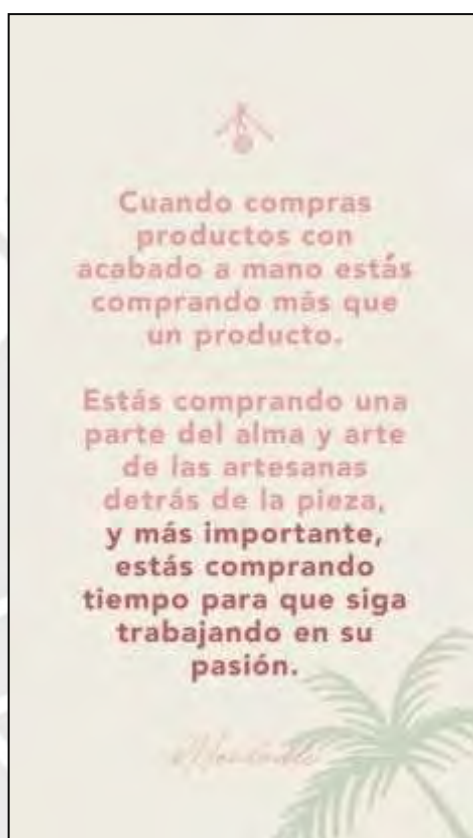 Cuando compras
productos con
acabado a mano estás
comprando más que
un producto.
Estás comprando una
parte del alma y arte
de las artesanas
detrás de la pieza,
y más importante,
estás comprando
tiempo para que siga
trabajando en su
pasión.